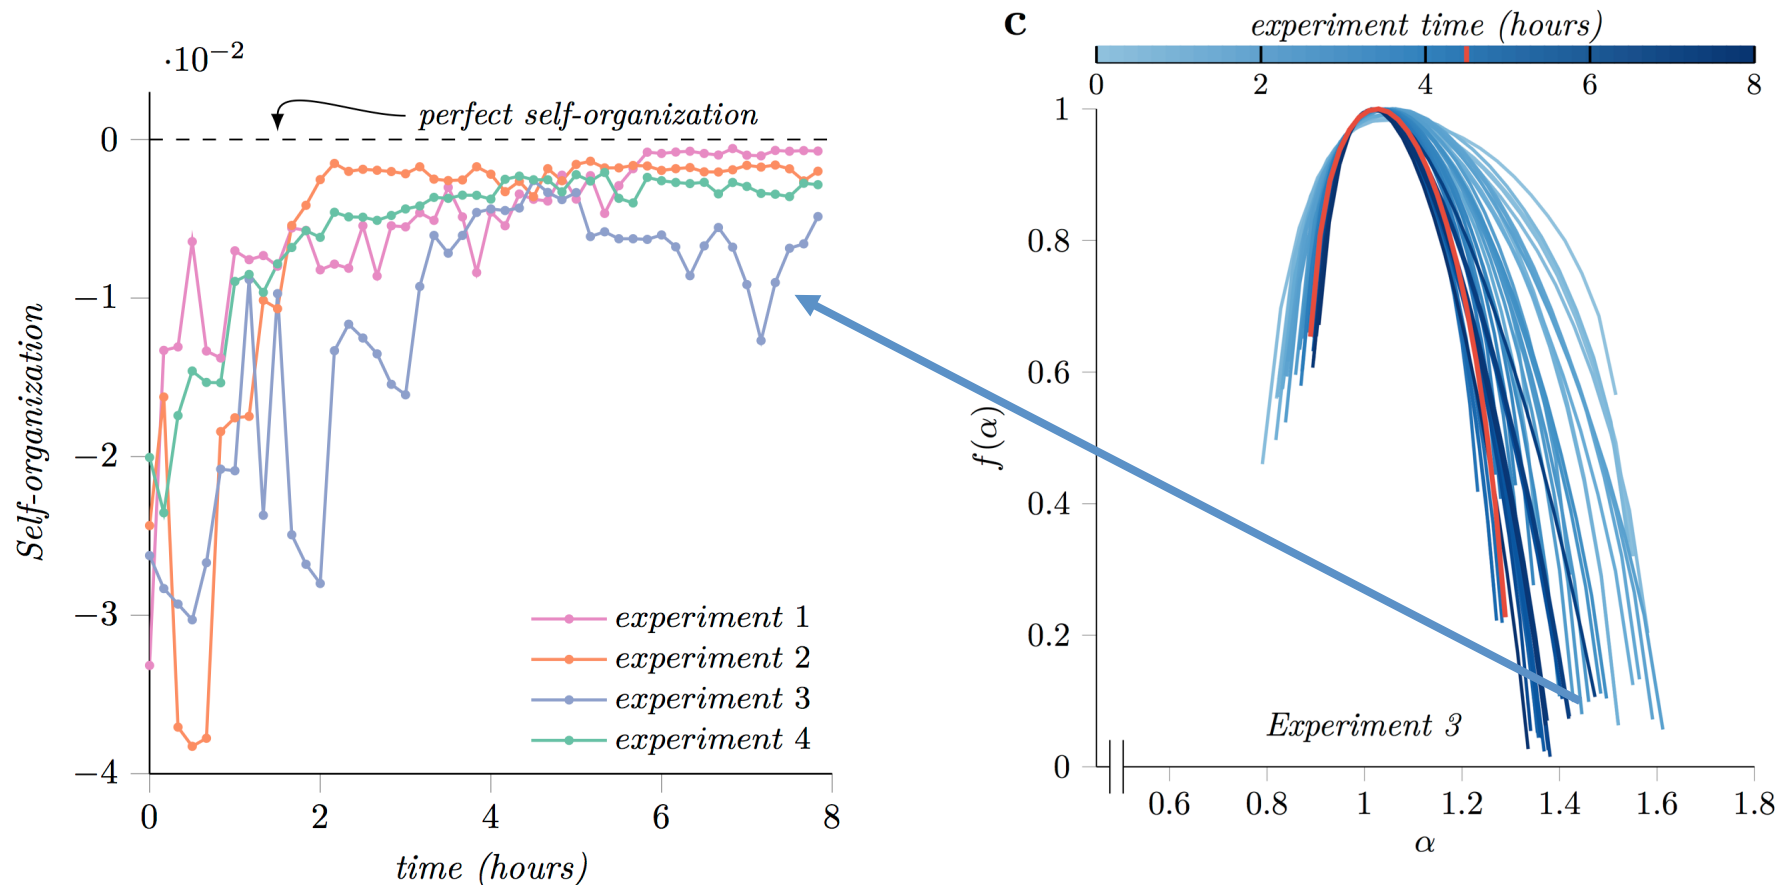 ·10−2
0
−1
−2
−3
−4
Self-organization
perfect self-organization
experiment 1
experiment 2
experiment 3
experiment 4
0 2 4 6 8
time (hours)
c
experiment time (hours)
0 2 4 6 8
1
0.8
0.6
0.4
0.2
0
f(α)
Experiment 3
0.6 0.8 1 1.2 1.4 1.6 1.8
α